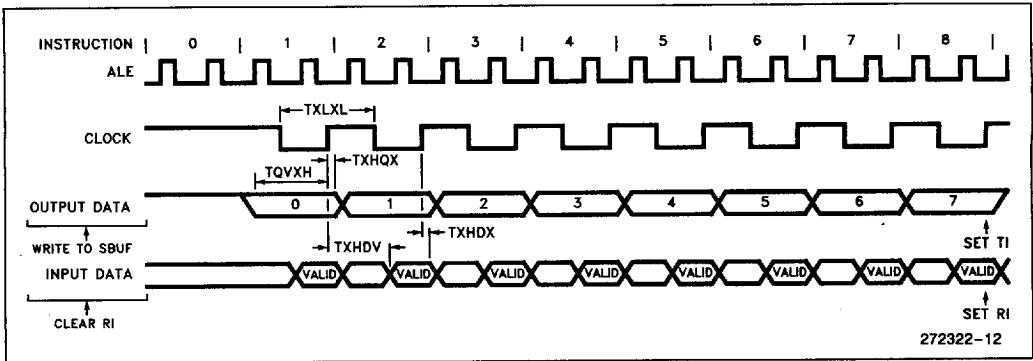 INSTRUCTION | 0 | 1 | 2 | 3 | 4 | 5 | 6 | 7 | 8 |
ALE
TXLXL
CLOCK
TQVXH
TXHQX
OUTPUT DATA
0 1 2 3 4 5 6 7
WRITE TO SBUF
TXHDV
TXHDX
SET TI
INPUT DATA
VALID VALID VALID VALID VALID VALID VALID VALID
CLEAR RI
SET RI
272322-12